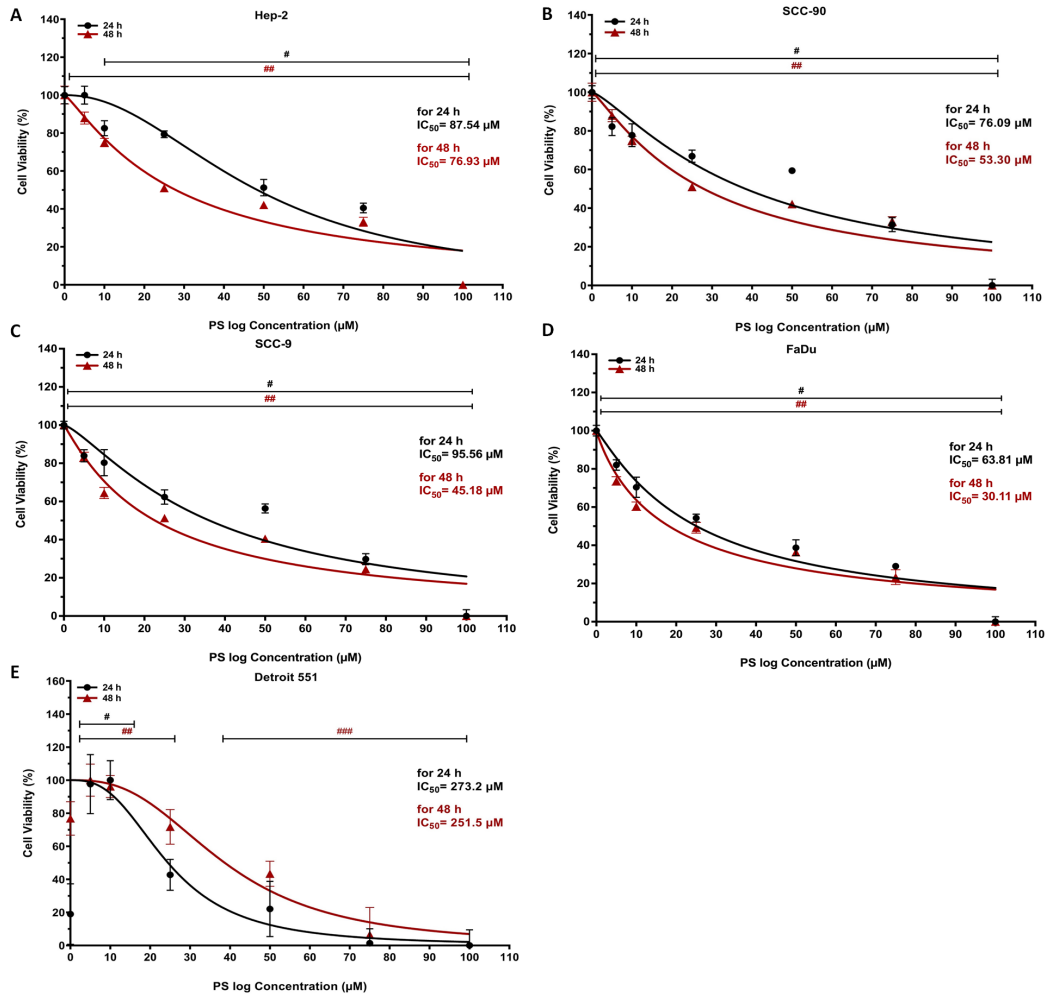 A
Hep-2
24 h
48 h
#
##
for 24 h
IC50= 87.54 µM
for 48 h
IC50= 76.93 µM
Cell Viability (%)
140
120
100
80
60
40
20
0
0 10 20 30 40 50 60 70 80 90 100 110
PS log Concentration (µM)
B
SCC-90
24 h
48 h
#
##
for 24 h
IC50= 76.09 µM
for 48 h
IC50= 53.30 µM
Cell Viability (%)
140
120
100
80
60
40
20
0
0 10 20 30 40 50 60 70 80 90 100 110
PS log Concentration (µM)
C
SCC-9
24 h
48 h
#
##
for 24 h
IC50= 95.56 µM
for 48 h
IC50= 45.18 µM
Cell Viability (%)
140
120
100
80
60
40
20
0
0 10 20 30 40 50 60 70 80 90 100 110
PS log Concentration (µM)
D
FaDu
24 h
48 h
#
##
for 24 h
IC50= 63.81 µM
for 48 h
IC50= 30.11 µM
Cell Viability (%)
140
120
100
80
60
40
20
0
0 10 20 30 40 50 60 70 80 90 100 110
PS log Concentration (µM)
E
Detroit 551
24 h
48 h
#
##
###
for 24 h
IC50= 273.2 µM
for 48 h
IC50= 251.5 µM
Cell Viability (%)
160
140
120
100
80
60
40
20
0
0 10 20 30 40 50 60 70 80 90 100 110
PS log Concentration (µM)